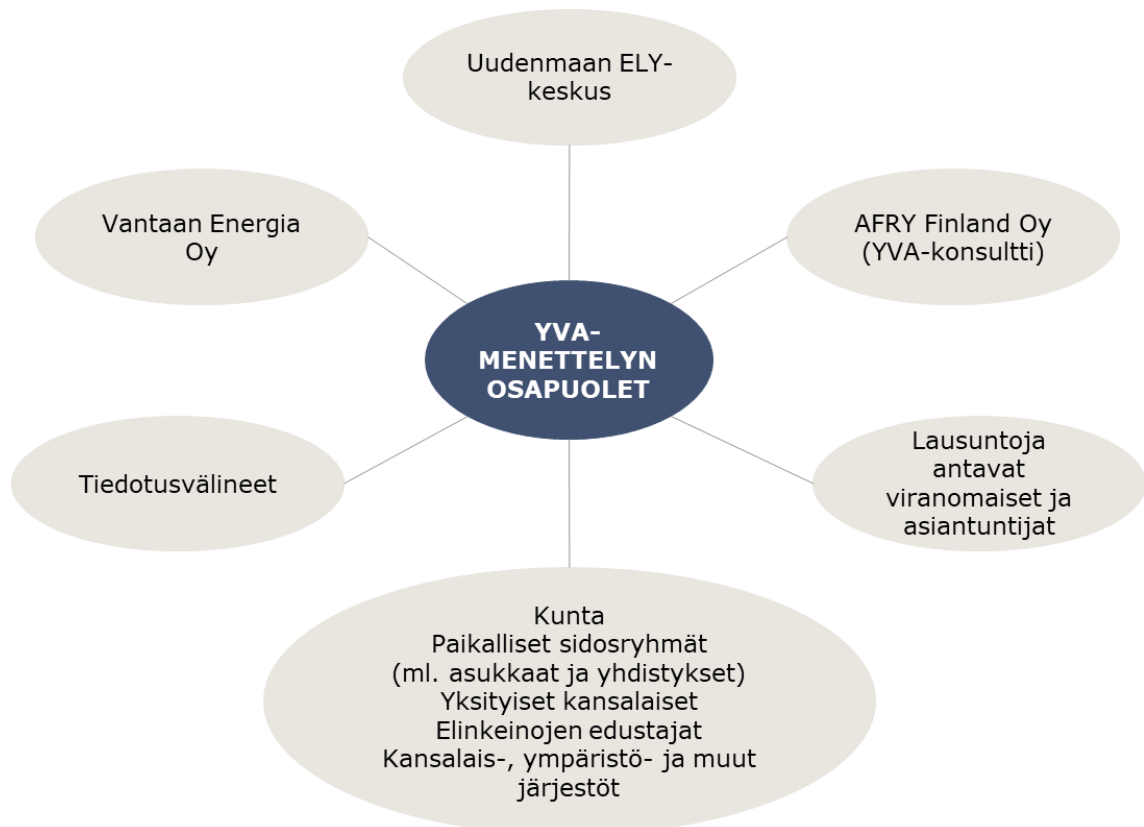 Uudenmaan ELY-
keskus
Vantaan Energia
Oy
AFRY Finland Oy
(YVA-konsultti)
YVA-
MENETTELYN
OSAPUOLET
Tiedotusvälineet
Lausuntoja
antavat
viranomaiset ja
asiantuntijat
Kunta
Paikalliset sidosryhmät
(ml. asukkaat ja yhdistykset)
Yksityiset kansalaiset
Elinkeinojen edustajat
Kansalais-, ympäristö- ja muut
järjestöt